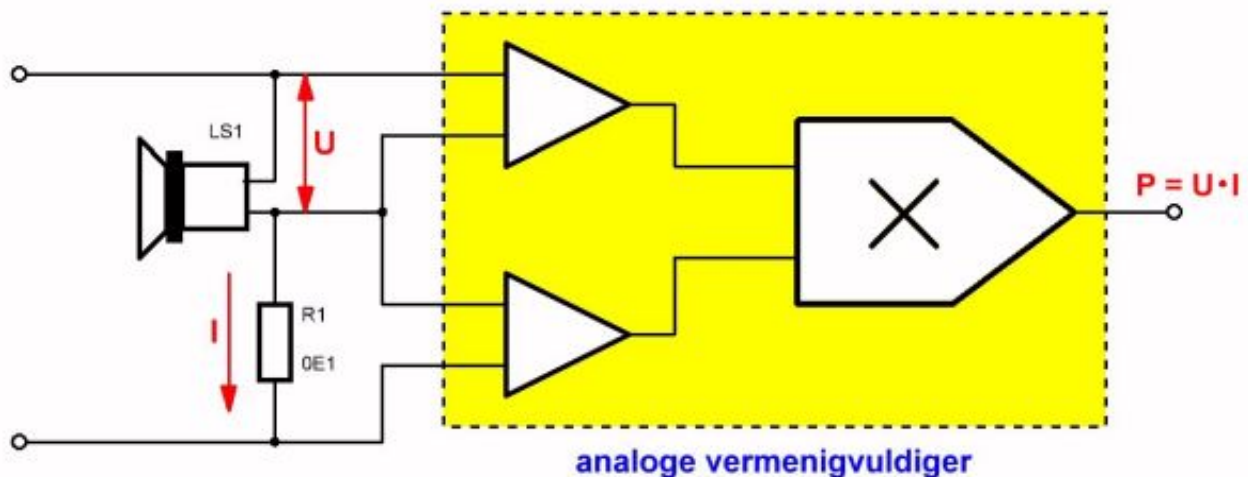 LS1
U
P = U·I
I
R1
0E1
analoge vermenigvuldiger